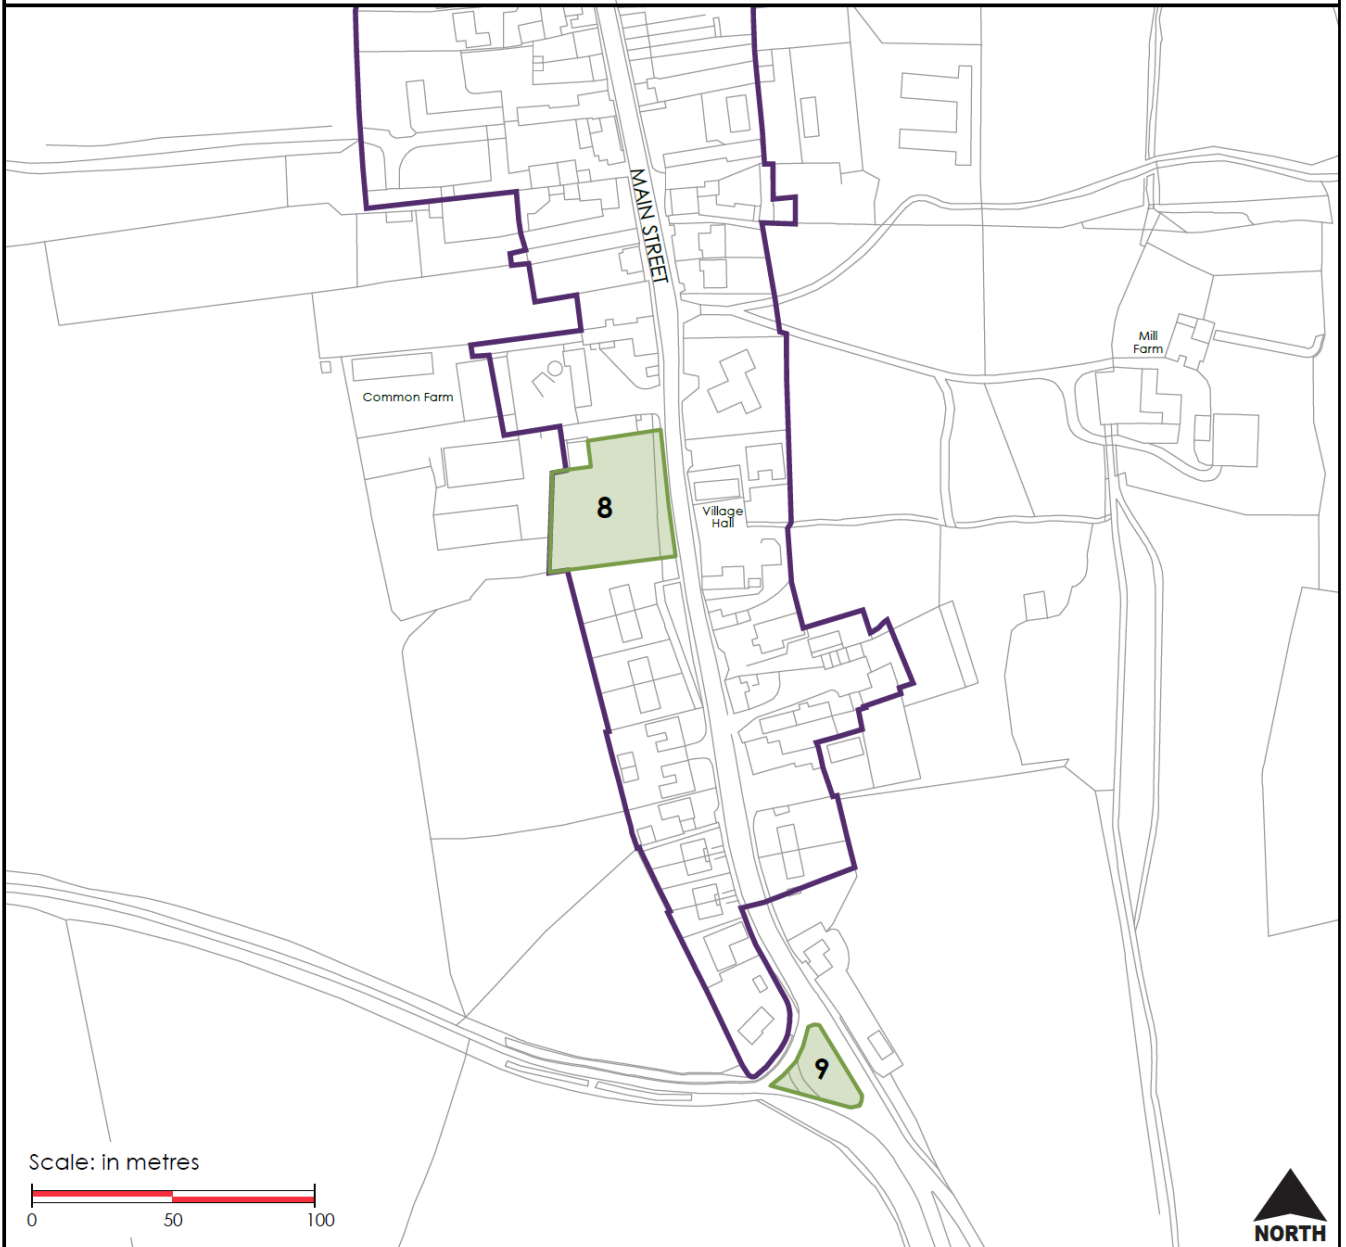 MAIN STREET
Mill
Farm
Common Farm
8
Village
Hall
9
Scale: in metres
0 50 100
NORTH